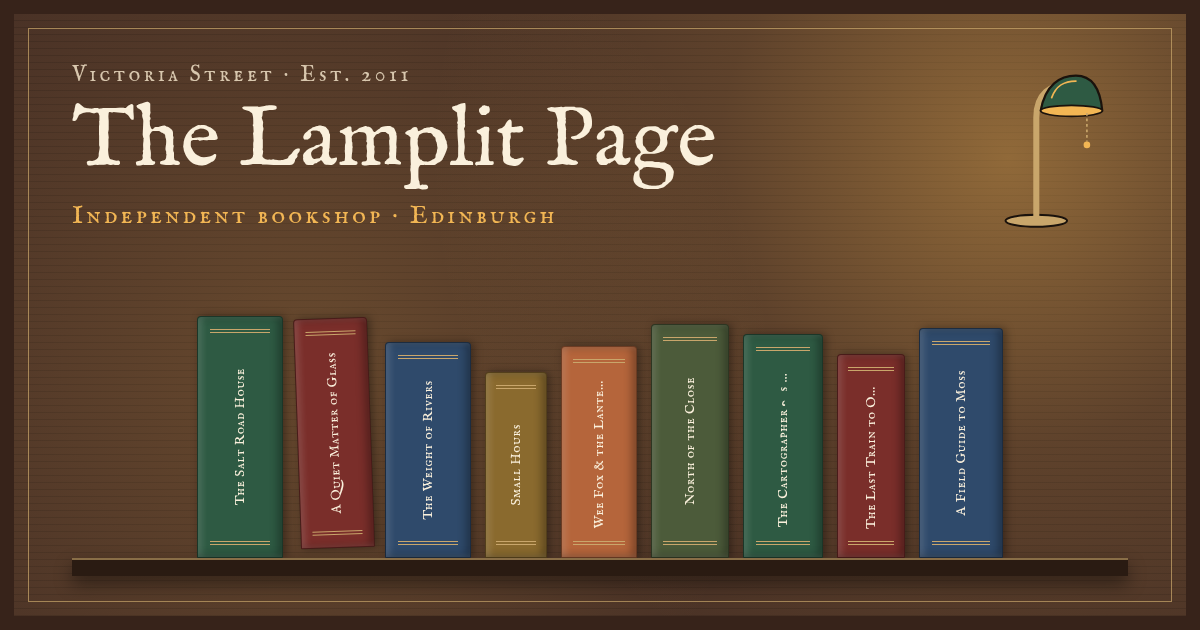 Victoria Street · Est. 2011
The Lamplit Page
Independent bookshop · Edinburgh
The Salt Road House
A Quiet Matter of Glass
The Weight of Rivers
Small Hours
Wee Fox & the Lante...
North of the Close
The Cartographer's ...
The Last Train to O...
A Field Guide to Moss